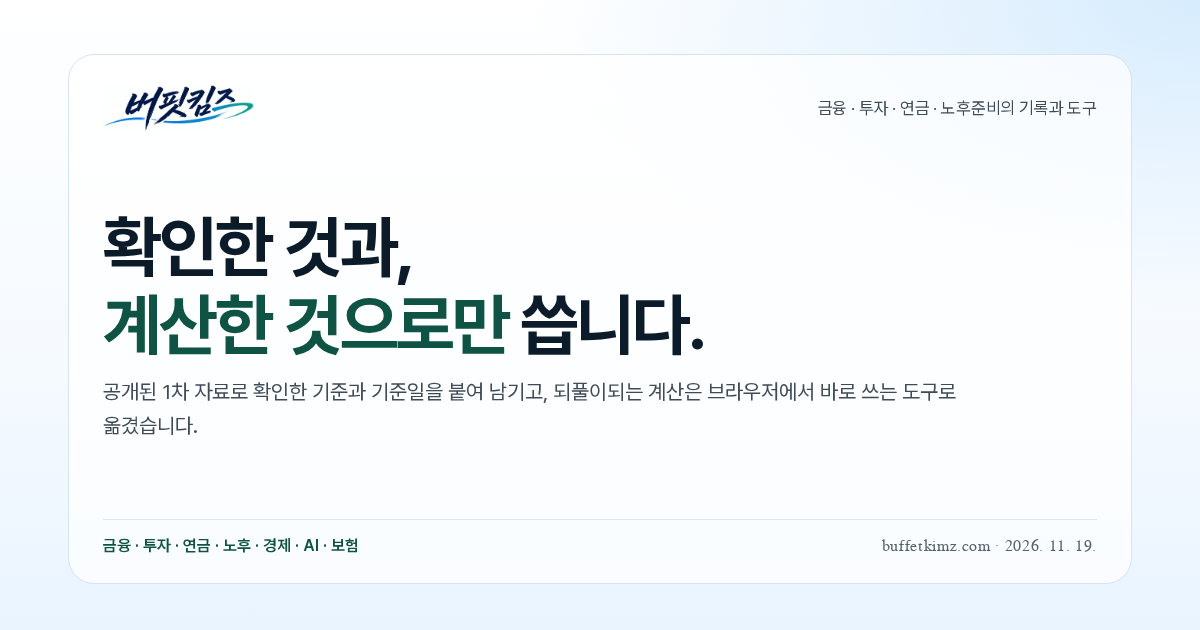 버핏킴즈
금융 · 투자 · 연금 · 노후준비의 기록과 도구
확인한 것과,
계산한 것으로만 씁니다.
공개된 1차 자료로 확인한 기준과 기준일을 붙여 남기고, 되풀이되는 계산은 브라우저에서 바로 쓰는 도구로
옮겼습니다.
금융 · 투자 · 연금 · 노후 · 경제 · AI · 보험
buffetkimz.com · 2026. 11. 19.